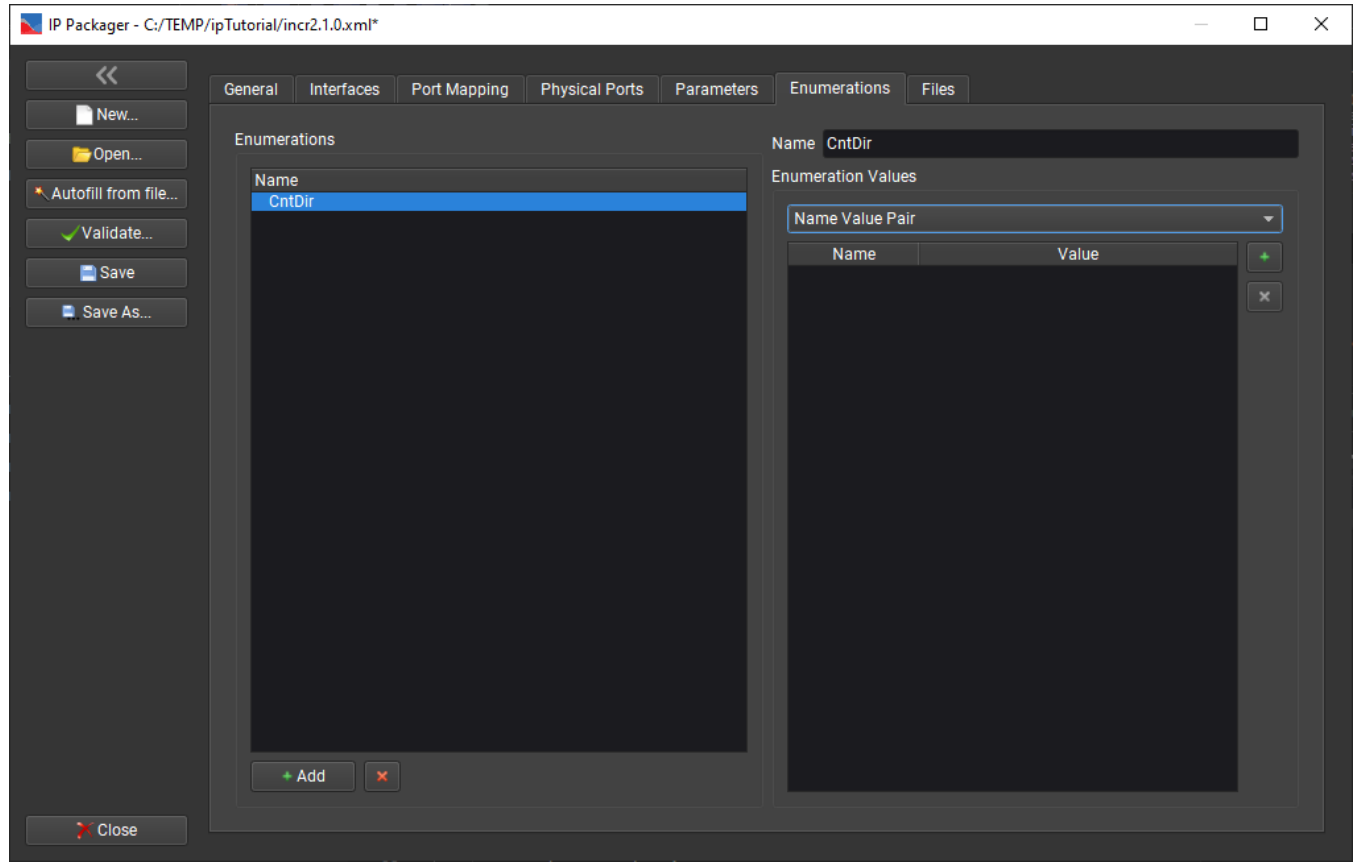 IP Packager - C:/TEMP/ipTutorial/incr2.1.0.xml*
New...
Open...
Autofill from file...
Validate...
Save
Save As...
Close
General Interfaces Port Mapping Physical Ports Parameters Enumerations Files
Enumerations
Name
CntDir
Add
Name CntDir
Enumeration Values
Name Value Pair
Name Value